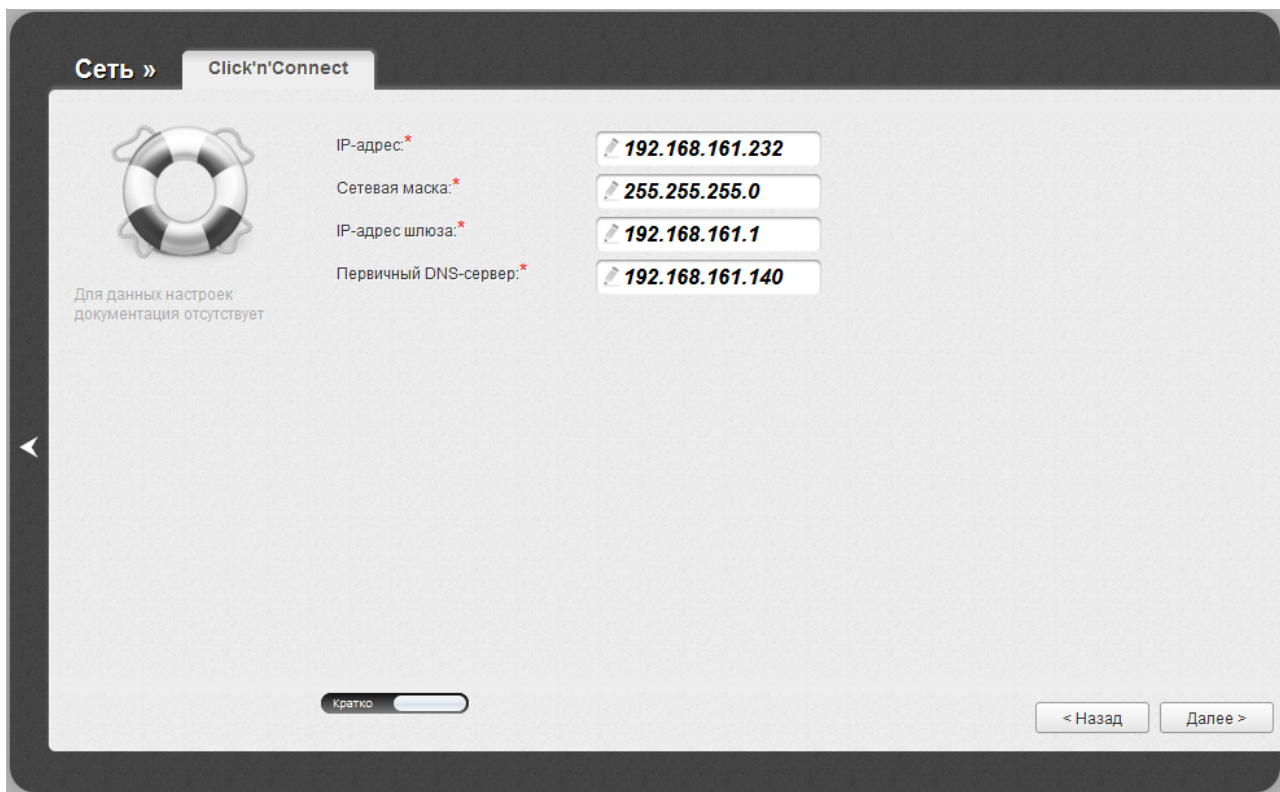 Сеть »
Click'n'Connect
IP-адрес:* 192.168.161.232
Сетевая маска:* 255.255.255.0
IP-адрес шлюза:* 192.168.161.1
Первичный DNS-сервер:* 192.168.161.140
Для данных настроек
документация отсутствует
Кратко
< Назад
Далее >